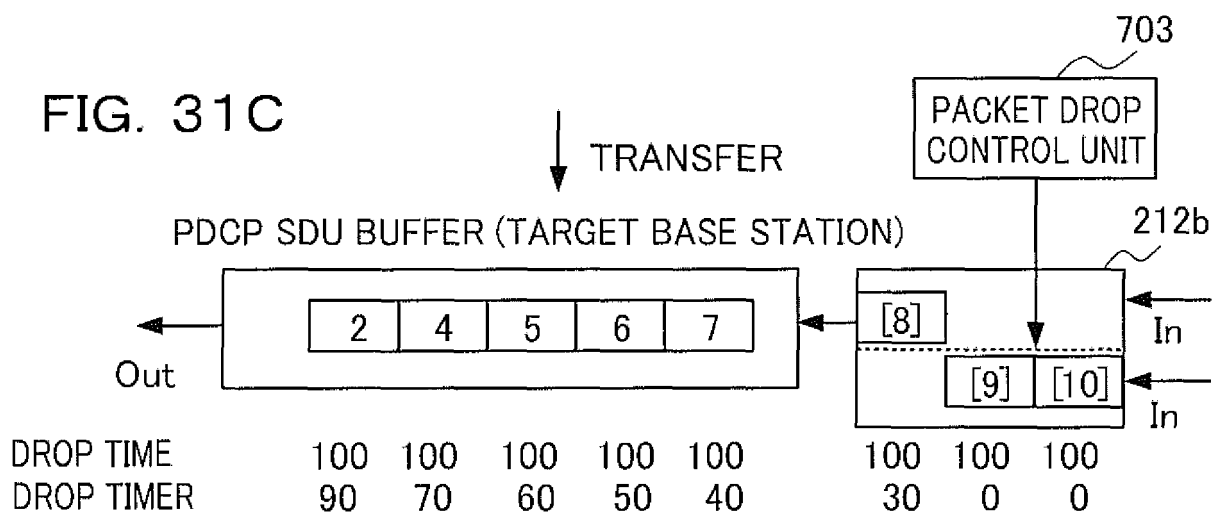 703
FIG. 31C
PACKET DROP
CONTROL UNIT
TRANSFER
PDCP SDU BUFFER (TARGET BASE STATION)
212b
2 4 5 6 7
[8]
In
Out
[9] [10]
In
DROP TIME 100 100 100 100 100 100 100 100
DROP TIMER 90 70 60 50 40 30 0 0